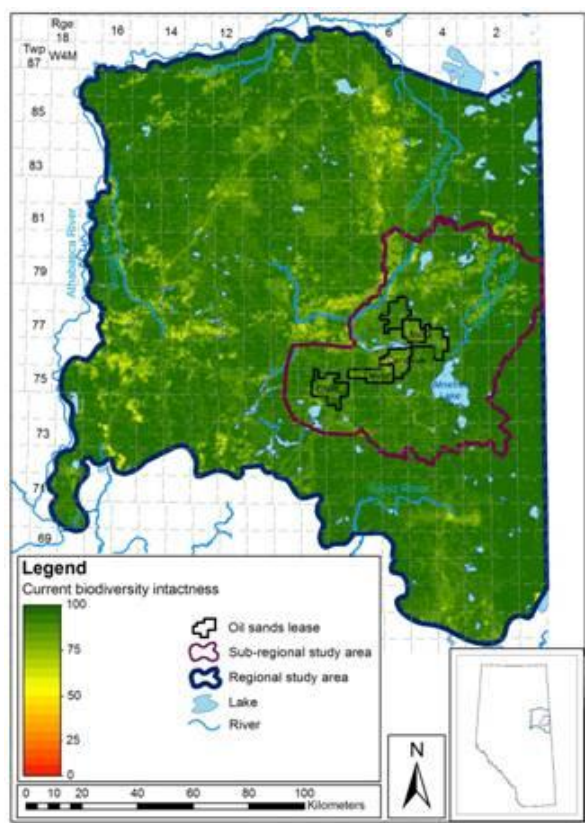 Rge
18 16 14 12 6 4 2
Twp W4M
87
85
83
81
79
77
75
73
71
69
Athabasca River
Lake
River
Legend
Current biodiversity intactness
100
75
50
25
0
Oil sands lease
Sub-regional study area
Regional study area
Lake
River
N
0 10 20 40 60 80 100
Kilometers